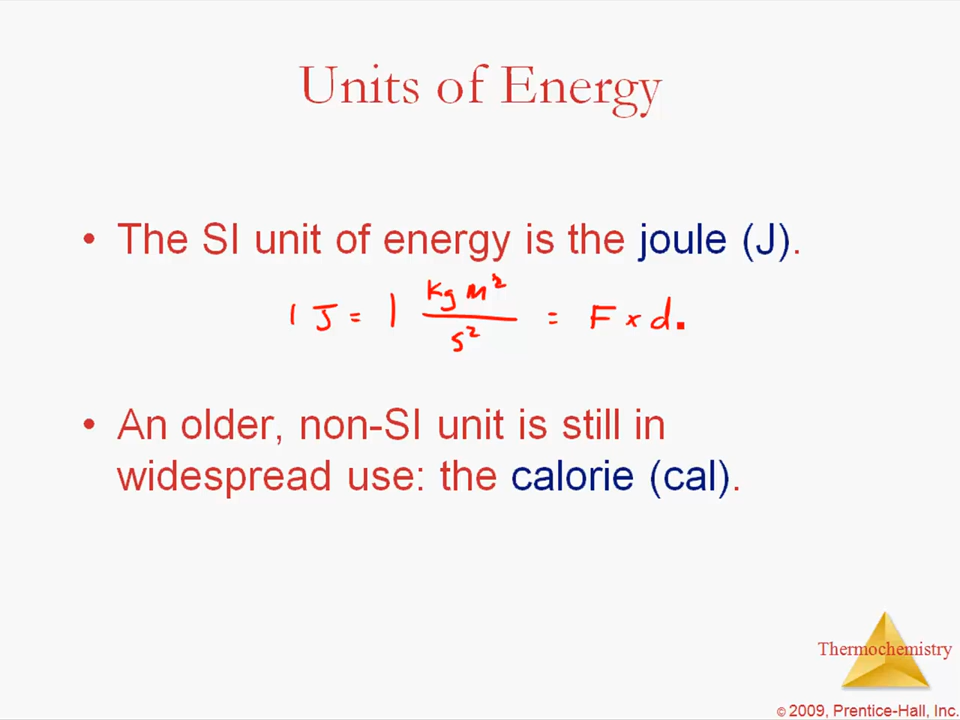 Units of Energy
• The SI unit of energy is the joule (J).
1 J = 1 kg m² / s² = F × d.
• An older, non-SI unit is still in
widespread use: the calorie (cal).
Thermochemistry
© 2009, Prentice-Hall, Inc.